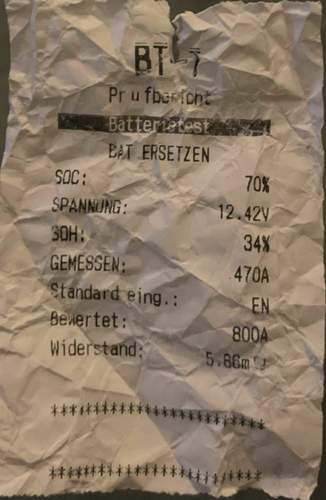 BT-7
Prüfbericht
Batterietest
BAT ERSETZEN
SOC: 70%
SPANNUNG: 12.42V
SOH: 34%
GEMESSEN: 470A
Standard eing.: EN
Bewertet: 800A
Widerstand: 5.86mΩ
***********************
***********************